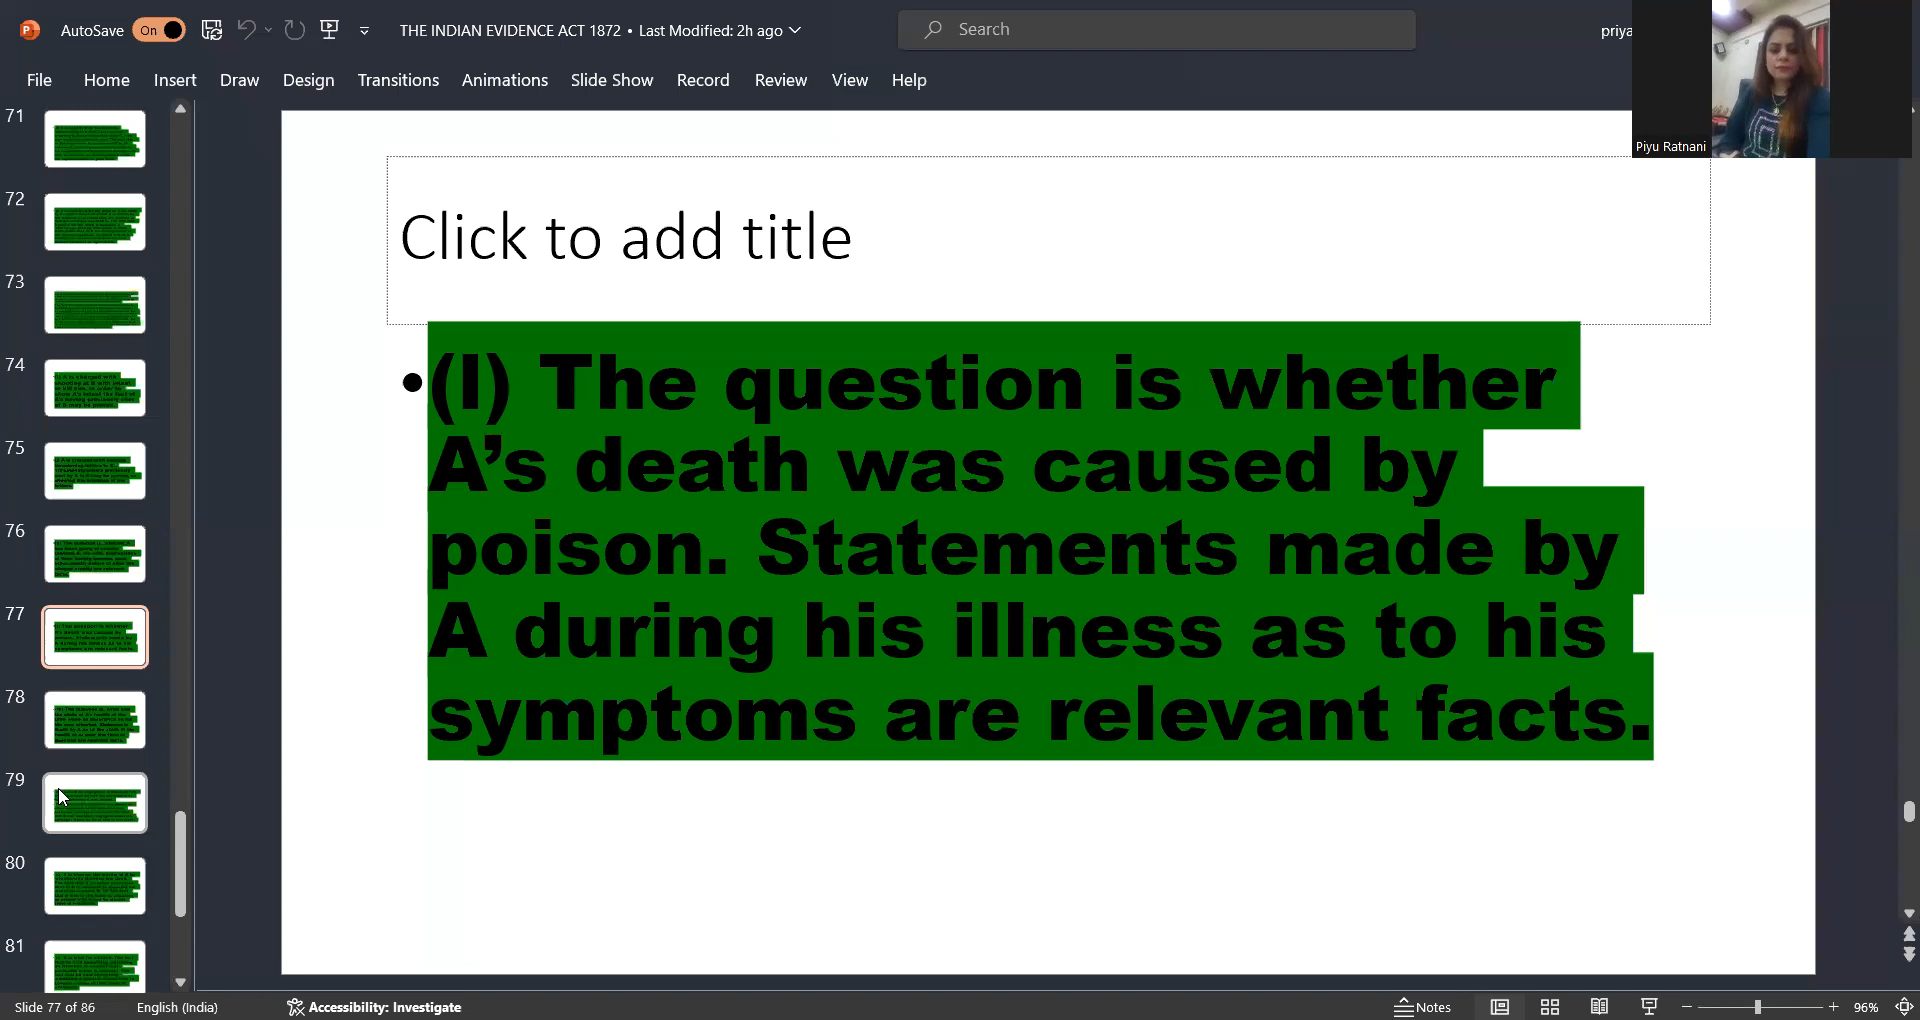 AutoSave On THE INDIAN EVIDENCE ACT 1872 • Last Modified: 2h ago Search priya
File Home Insert Draw Design Transitions Animations Slide Show Record Review View Help
Piyu Ratnani
71
72
73
74
75
76
77
78
79
80
81
Click to add title
•(l) The question is whether
A’s death was caused by
poison. Statements made by
A during his illness as to his
symptoms are relevant facts.
Slide 77 of 86 English (India) Accessibility: Investigate Notes 96%